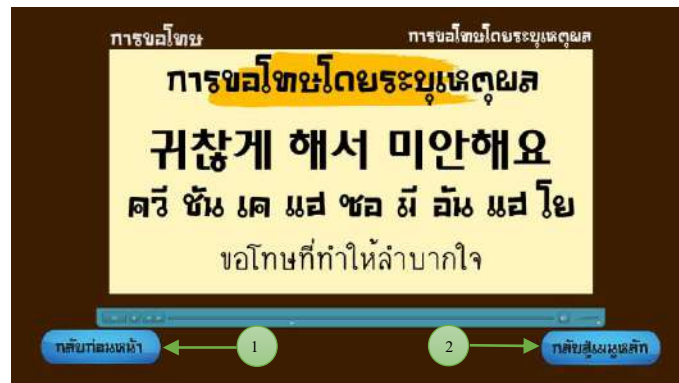 การขอโทษ
การขอโทษโดยระบุเหตุผล
การขอโทษโดยระบุเหตุผล
귀찮게 해서 미안해요
ควี ชัน เค แฮ ซอ มี อัน แฮ โย
ขอโทษที่ทำให้ลำบากใจ
กลับก่อนหน้า
1
2
กลับสู่เมนูหลัก